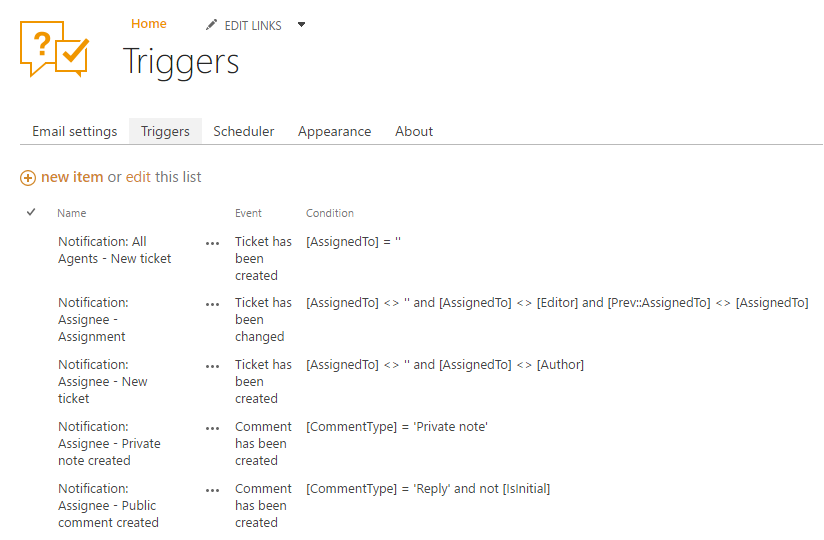 Home EDIT LINKS
Triggers
Email settings Triggers Scheduler Appearance About
new item or edit this list
Name Event Condition
Notification: All ... Ticket has [AssignedTo] = ''
Agents - New ticket been
created
Notification: ... Ticket has [AssignedTo] <> '' and [AssignedTo] <> [Editor] and [Prev::AssignedTo] <> [AssignedTo]
Assignee - been
Assignment changed
Notification: ... Ticket has [AssignedTo] <> '' and [AssignedTo] <> [Author]
Assignee - New been
ticket created
Notification: ... Comment [CommentType] = 'Private note'
Assignee - Private has been
note created created
Notification: ... Comment [CommentType] = 'Reply' and not [IsInitial]
Assignee - Public has been
comment created created